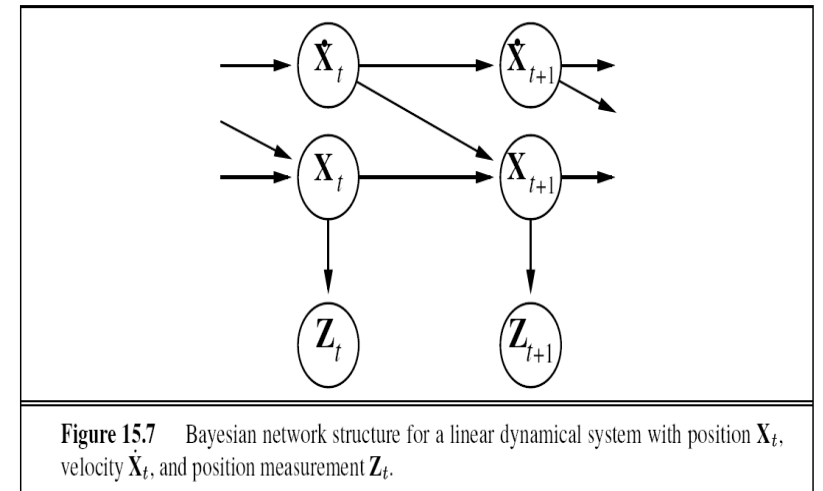 Ẋt Ẋt+1
Xt Xt+1
Zt Zt+1
Figure 15.7 Bayesian network structure for a linear dynamical system with position Xt,
velocity Ẋt, and position measurement Zt.